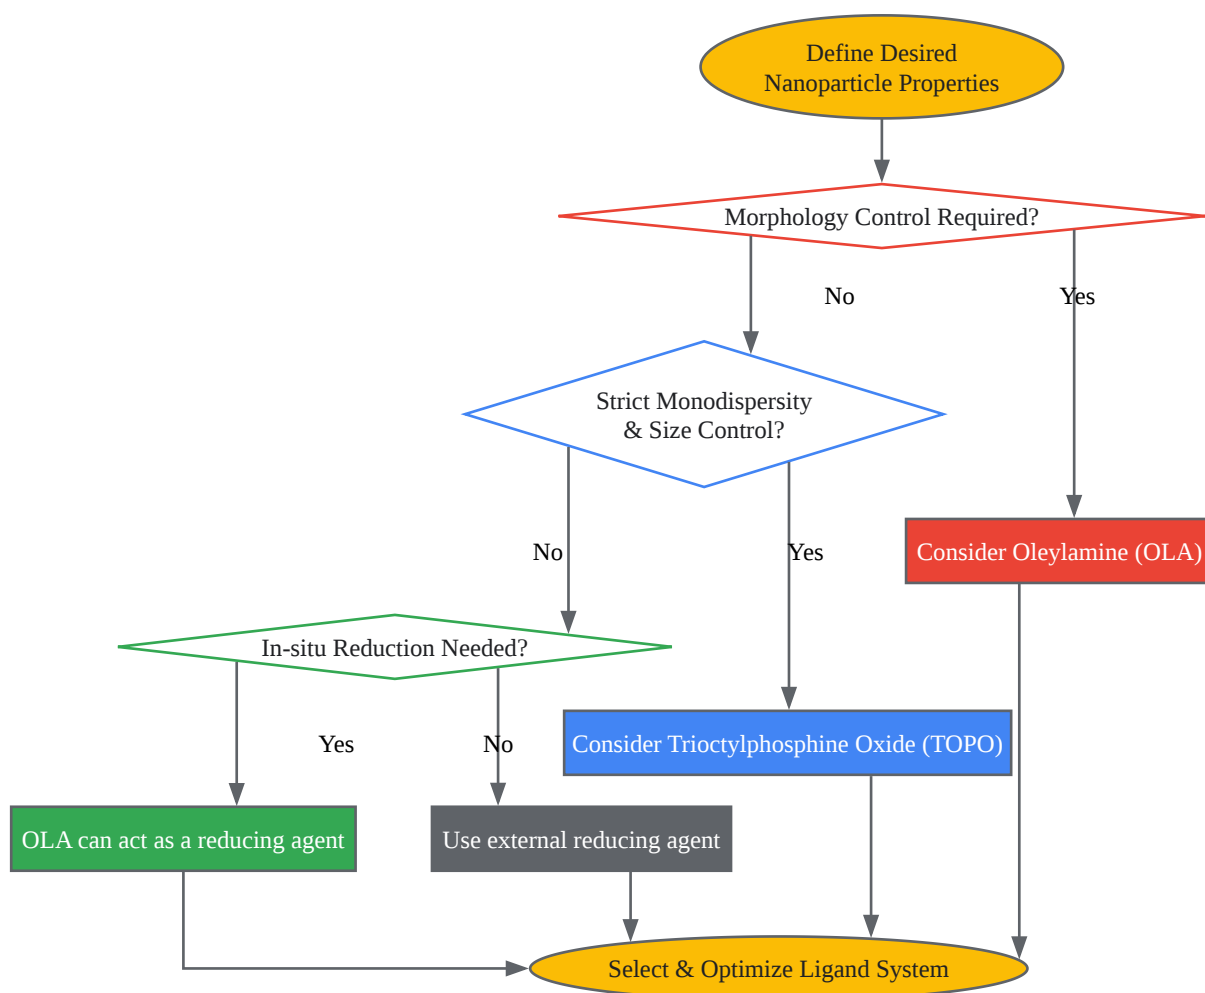 Define Desired
Nanoparticle Properties
Morphology Control Required?
No
Yes
Strict Monodispersity
& Size Control?
No
Yes
Consider Oleylamine (OLA)
In-situ Reduction Needed?
Yes
No
Consider Trioctylphosphine Oxide (TOPO)
OLA can act as a reducing agent
Use external reducing agent
Select & Optimize Ligand System